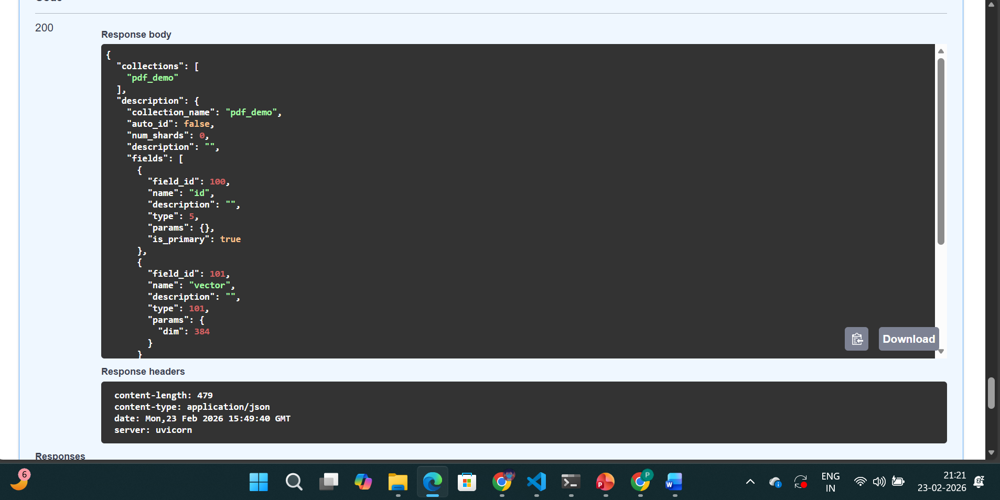 200
Response body
{
  "collections": [
    "pdf_demo"
  ],
  "description": {
    "collection_name": "pdf_demo",
    "auto_id": false,
    "num_shards": 0,
    "description": "",
    "fields": [
      {
        "field_id": 100,
        "name": "id",
        "description": "",
        "type": 5,
        "params": {},
        "is_primary": true
      },
      {
        "field_id": 101,
        "name": "vector",
        "description": "",
        "type": 101,
        "params": {
          "dim": 384
        }
      }
Download
Response headers
content-length: 479
content-type: application/json
date: Mon,23 Feb 2026 15:49:40 GMT
server: uvicorn
Responses
6
P
P
W
ENG
IN
21:21
23-02-2026